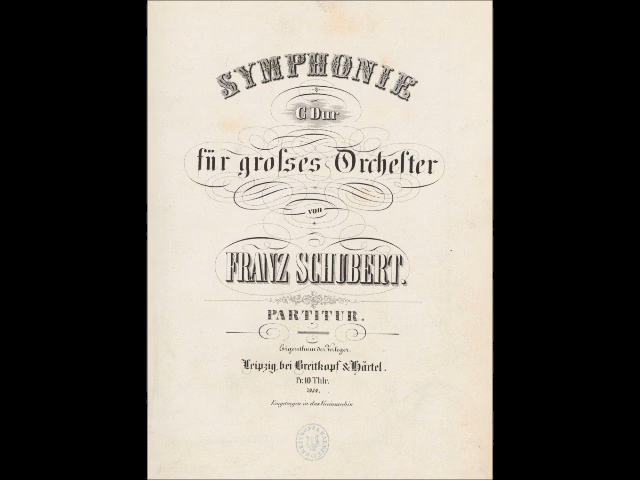 SYMPHONIE
C Dur
für großes Orchester
von
FRANZ SCHUBERT.
PARTITUR.
Eigenthum der Verleger.
Leipzig, bei Breitkopf & Härtel.
Pr. 10 Thlr.
Eingetragen in das Vereinsarchiv